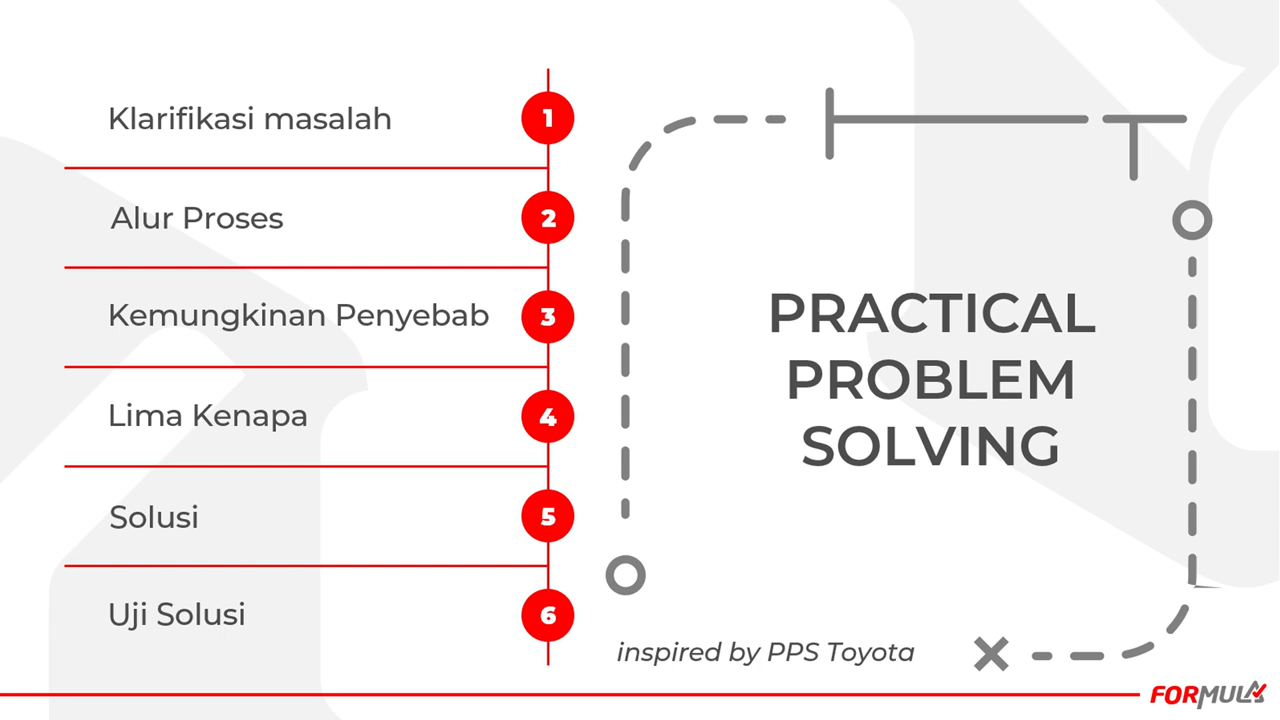 Klarifikasi masalah
1
Alur Proses
2
Kemungkinan Penyebab
3
Lima Kenapa
4
Solusi
5
Uji Solusi
6
PRACTICAL
PROBLEM
SOLVING
inspired by PPS Toyota
FORMULA